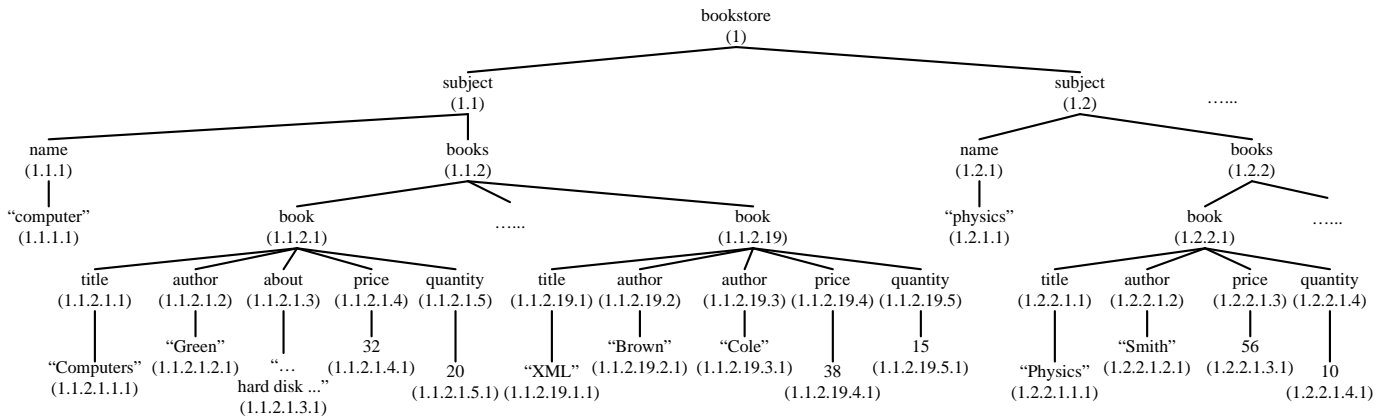 bookstore
(1)
subject
(1.1)
subject
(1.2)
…...
name
(1.1.1)
books
(1.1.2)
name
(1.2.1)
books
(1.2.2)
“computer”
(1.1.1.1)
book
(1.1.2.1)
…...
book
(1.1.2.19)
“physics”
(1.2.1.1)
book
(1.2.2.1)
…...
title
(1.1.2.1.1)
author
(1.1.2.1.2)
about
(1.1.2.1.3)
price
(1.1.2.1.4)
quantity
(1.1.2.1.5)
title
(1.1.2.19.1)
author
(1.1.2.19.2)
author
(1.1.2.19.3)
price
(1.1.2.19.4)
quantity
(1.1.2.19.5)
title
(1.2.2.1.1)
author
(1.2.2.1.2)
price
(1.2.2.1.3)
quantity
(1.2.2.1.4)
“Computers”
(1.1.2.1.1.1)
“Green”
(1.1.2.1.2.1)
“…
hard disk ...”
(1.1.2.1.3.1)
32
(1.1.2.1.4.1)
20
(1.1.2.1.5.1)
“XML”
(1.1.2.19.1.1)
“Brown”
(1.1.2.19.2.1)
“Cole”
(1.1.2.19.3.1)
38
(1.1.2.19.4.1)
15
(1.1.2.19.5.1)
“Physics”
(1.2.2.1.1.1)
“Smith”
(1.2.2.1.2.1)
56
(1.2.2.1.3.1)
10
(1.2.2.1.4.1)